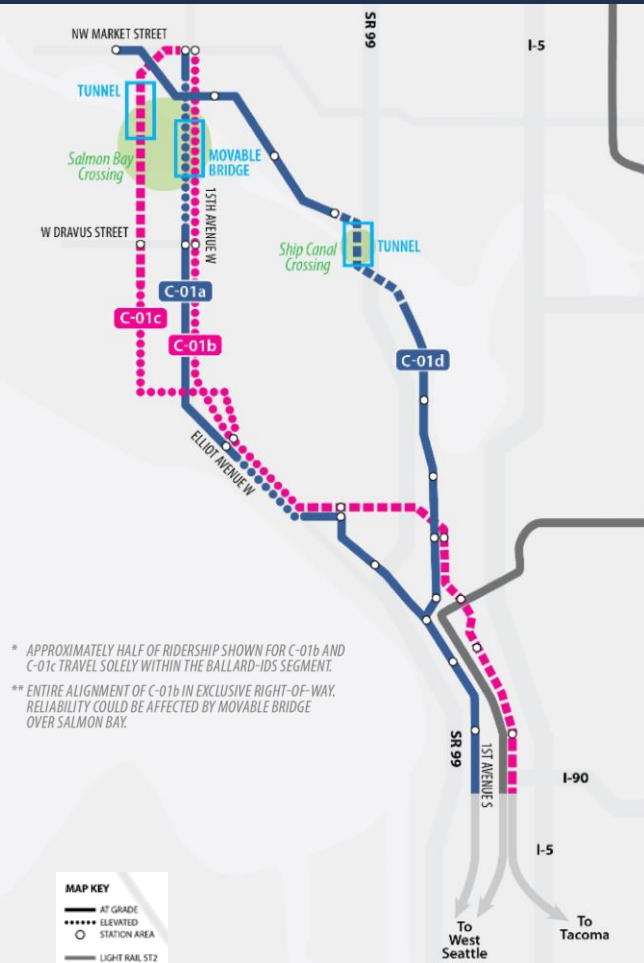 NW MARKET STREET
SR 99
I-5
TUNNEL
Salmon Bay
Crossing
MOVABLE
BRIDGE
15TH AVENUE W
W DRAVUS STREET
Ship Canal
Crossing
TUNNEL
C-01a
C-01c
C-01b
C-01d
ELLIOT AVENUE W
* APPROXIMATELY HALF OF RIDERSHIP SHOWN FOR C-01b AND
C-01c TRAVEL SOLELY WITHIN THE BALLARD-IDS SEGMENT.
** ENTIRE ALIGNMENT OF C-01b IN EXCLUSIVE RIGHT-OF-WAY.
RELIABILITY COULD BE AFFECTED BY MOVABLE BRIDGE
OVER SALMON BAY.
SR 99
1ST AVENUE S
I-90
I-5
MAP KEY
AT GRADE
ELEVATED
STATION AREA
LIGHT RAIL ST2
To
West
Seattle
To
Tacoma